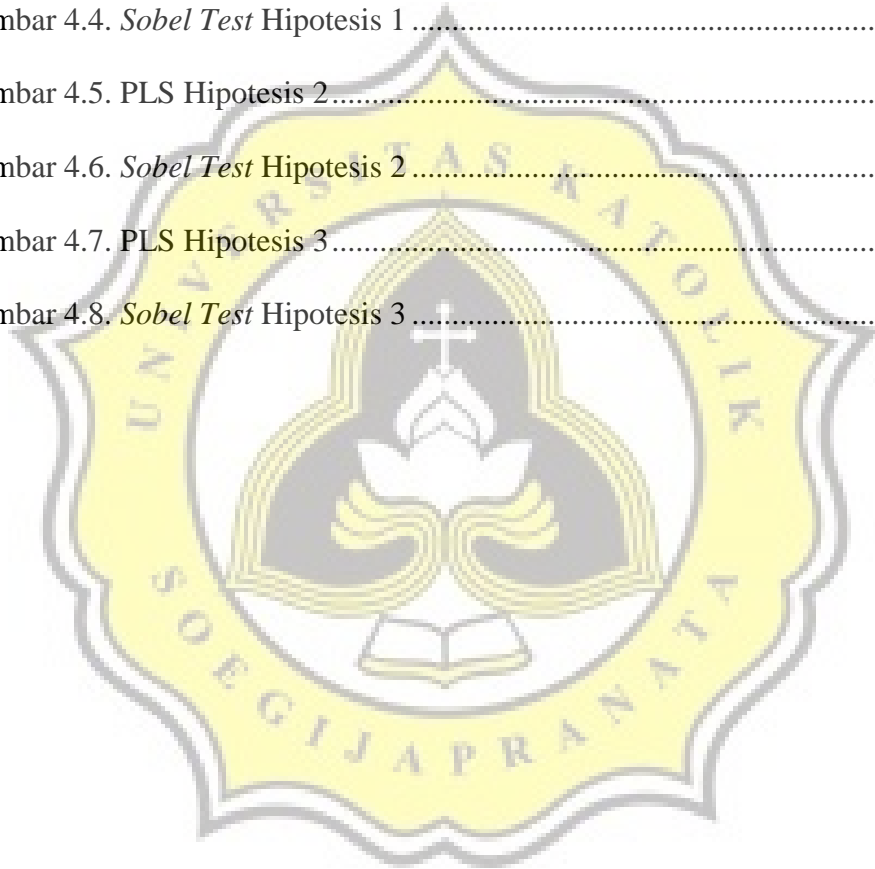 mbar 4.4. Sobel Test Hipotesis 1 ........................................................................
mbar 4.5. PLS Hipotesis 2........................................................................
mbar 4.6. Sobel Test Hipotesis 2 ........................................................................
mbar 4.7. PLS Hipotesis 3........................................................................
mbar 4.8. Sobel Test Hipotesis 3 ........................................................................
UNIVERSITAS KATOLIK
SOEGIJAPRANATA